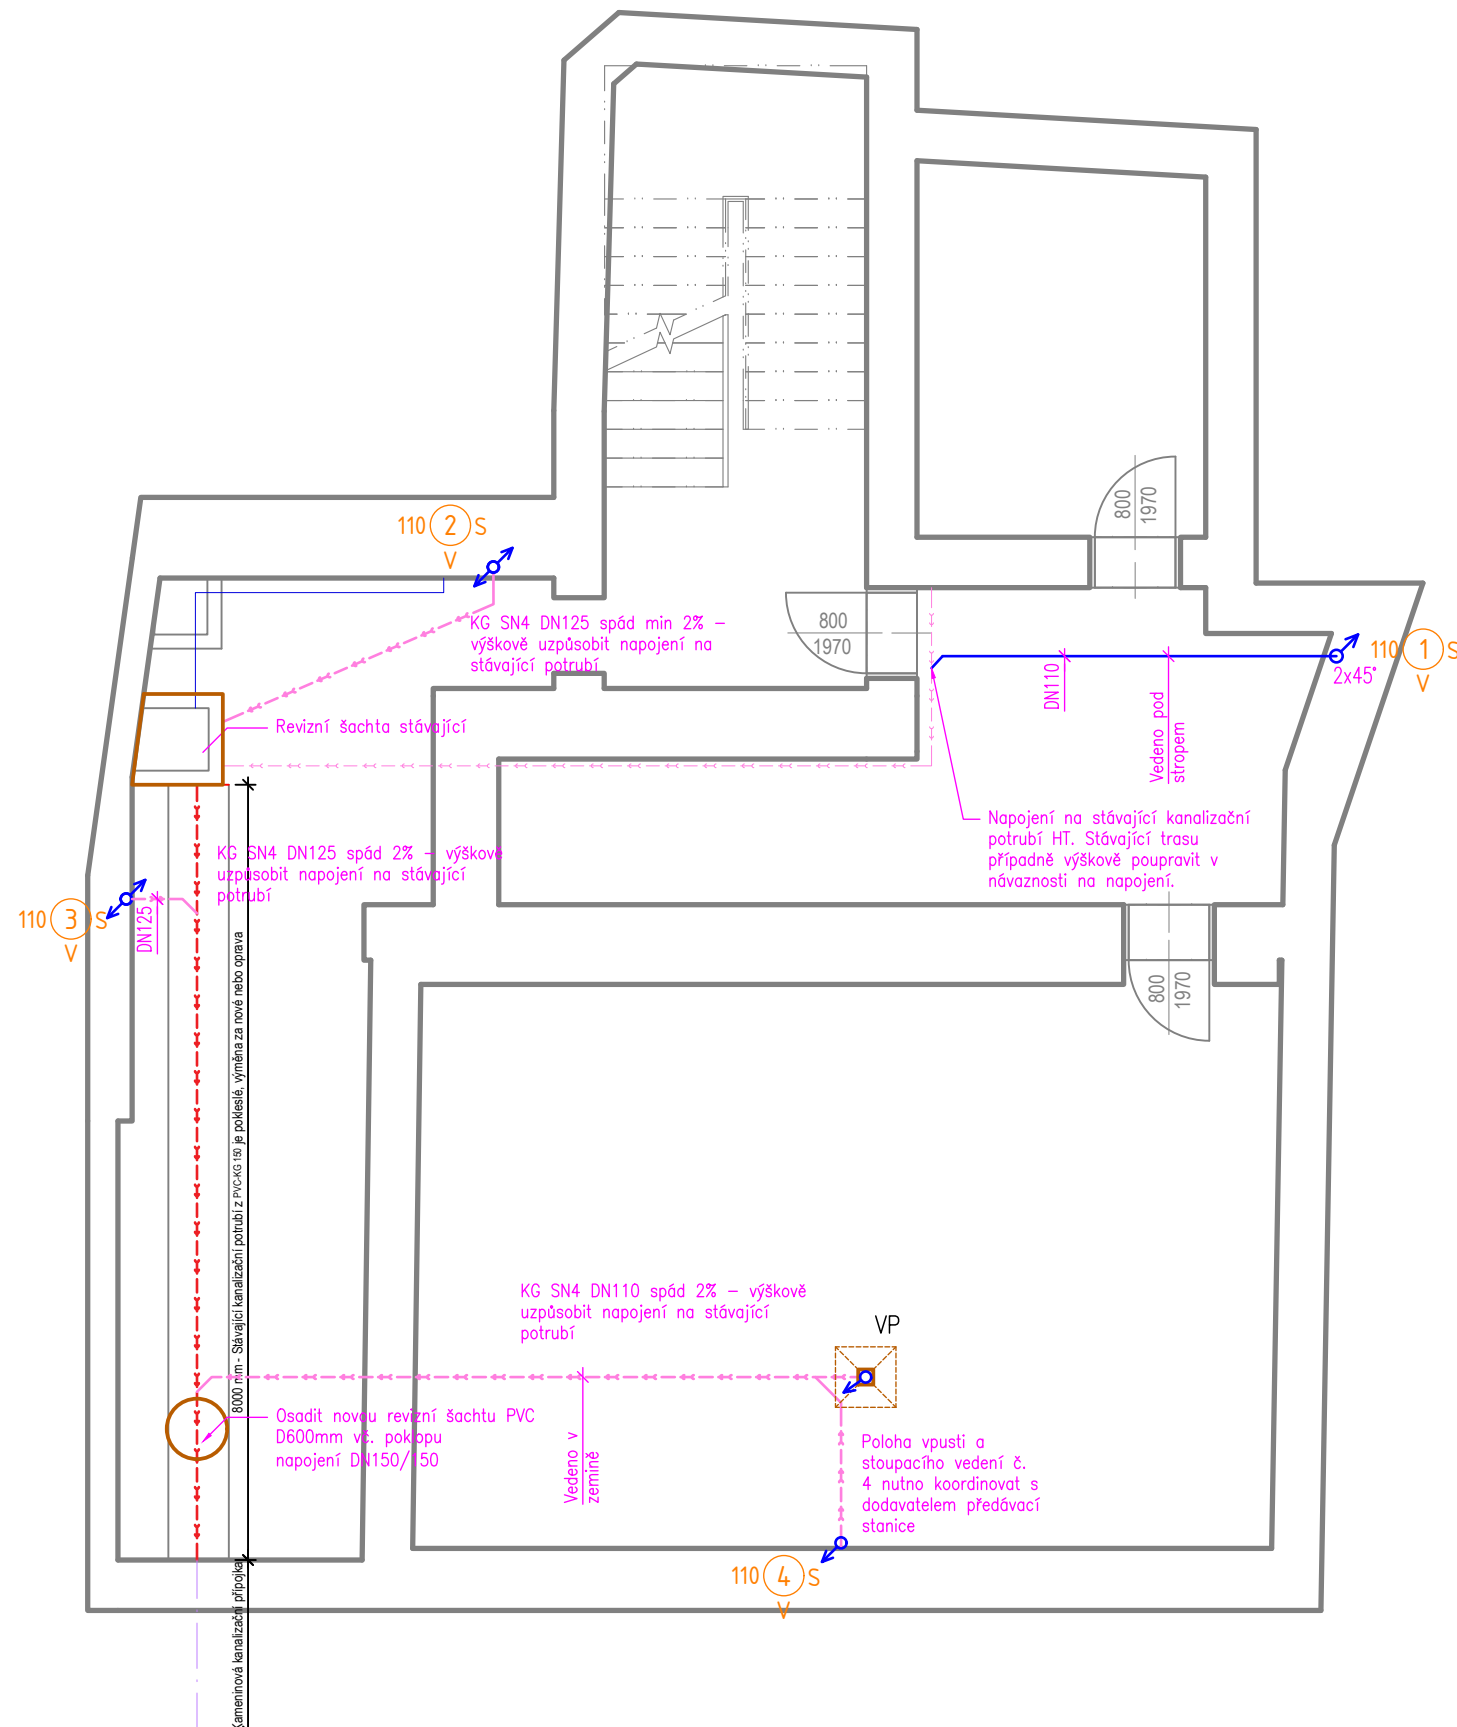 110 2 S
V
KG SN4 DN125 spád min 2% –
výškově uzpůsobit napojení na
stávající potrubí
800
1970
800
1970
110 1 S
V
2x45°
DN110
Vedeno pod
stropem
Revizní šachta stávající
Napojení na stávající kanalizační
potrubí HT. Stávající trasu
případně výškově poupravit v
návaznosti na napojení.
KG SN4 DN125 spád 2% – výškově
uzpůsobit napojení na stávající
potrubí
110 3 S
V
DN125
800
1970
8000 mm - Stávající kanalizační potrubí z PVC-KG 150 je pokleslé, výměna za nové nebo oprava
KG SN4 DN110 spád 2% – výškově
uzpůsobit napojení na stávající
potrubí
VP
Osadit novou revizní šachtu PVC
D600mm vč. poklopu
napojení DN150/150
Vedeno v
zemině
Poloha vpusti a
stoupacího vedení č.
4 nutno koordinovat s
dodavatelem předávací
stanice
110 4 S
V
Kameninová kanalizační přípojka